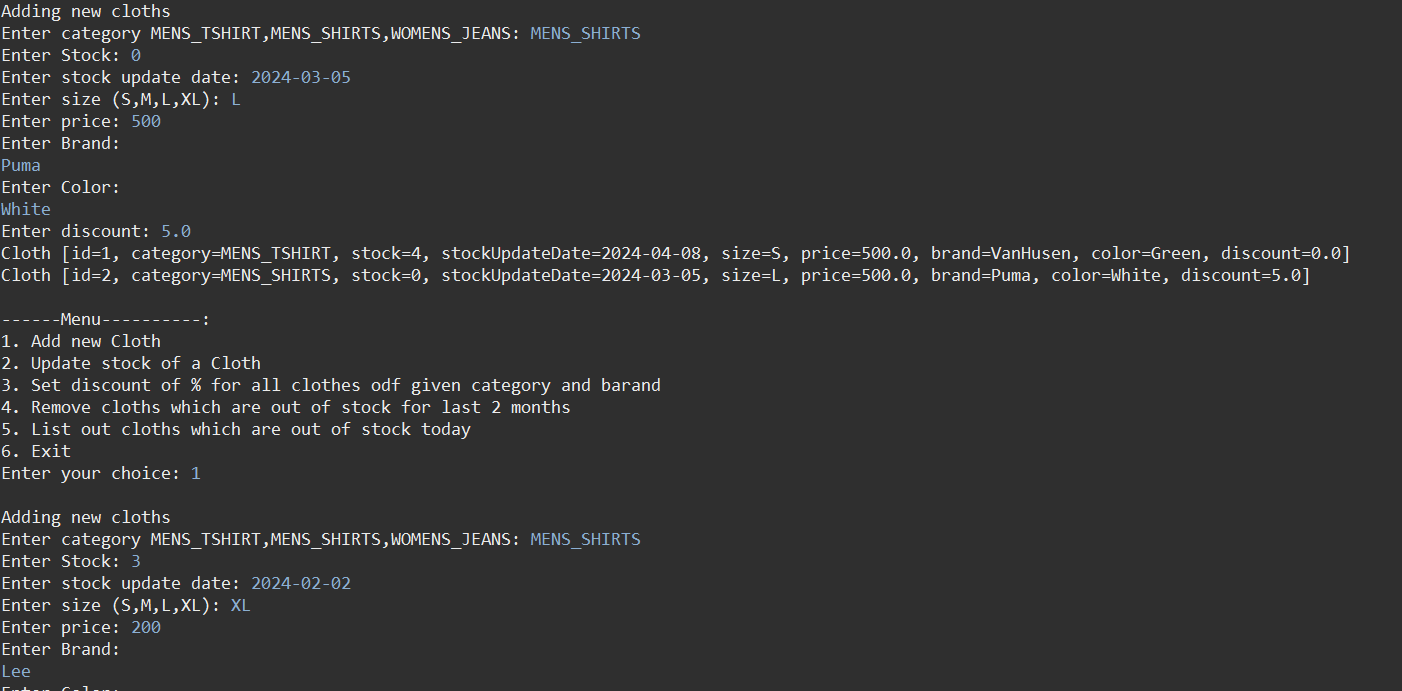 Adding new cloths
Enter category MENS_TSHIRT,MENS_SHIRTS,WOMENS_JEANS: MENS_SHIRTS
Enter Stock: 0
Enter stock update date: 2024-03-05
Enter size (S,M,L,XL): L
Enter price: 500
Enter Brand:
Puma
Enter Color:
White
Enter discount: 5.0
Cloth [id=1, category=MENS_TSHIRT, stock=4, stockUpdateDate=2024-04-08, size=S, price=500.0, brand=VanHusen, color=Green, discount=0.0]
Cloth [id=2, category=MENS_SHIRTS, stock=0, stockUpdateDate=2024-03-05, size=L, price=500.0, brand=Puma, color=White, discount=5.0]
------Menu----------:
1. Add new Cloth
2. Update stock of a Cloth
3. Set discount of % for all clothes odf given category and barand
4. Remove cloths which are out of stock for last 2 months
5. List out cloths which are out of stock today
6. Exit
Enter your choice: 1
Adding new cloths
Enter category MENS_TSHIRT,MENS_SHIRTS,WOMENS_JEANS: MENS_SHIRTS
Enter Stock: 3
Enter stock update date: 2024-02-02
Enter size (S,M,L,XL): XL
Enter price: 200
Enter Brand:
Lee